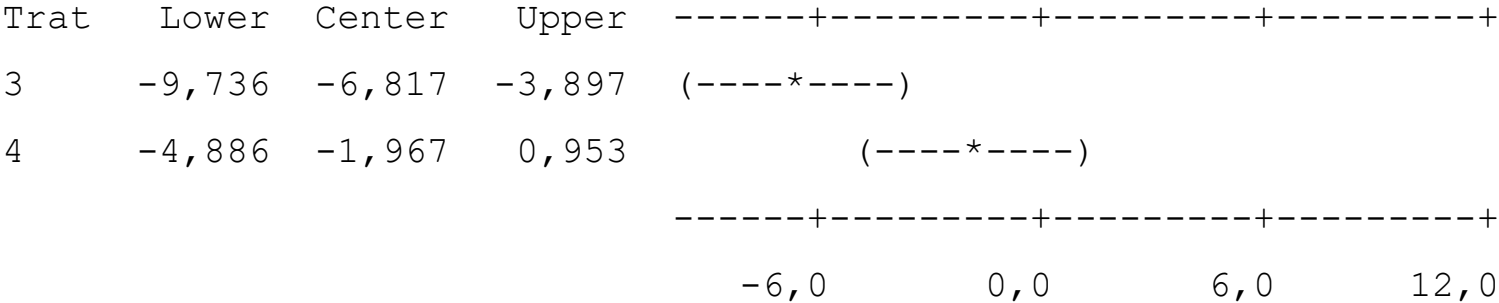 Trat   Lower  Center   Upper  ------+---------+---------+---------+
3     -9,736  -6,817  -3,897  (----*----)
4     -4,886  -1,967   0,953          (----*----)
                              ------+---------+---------+---------+
                                 -6,0       0,0       6,0      12,0